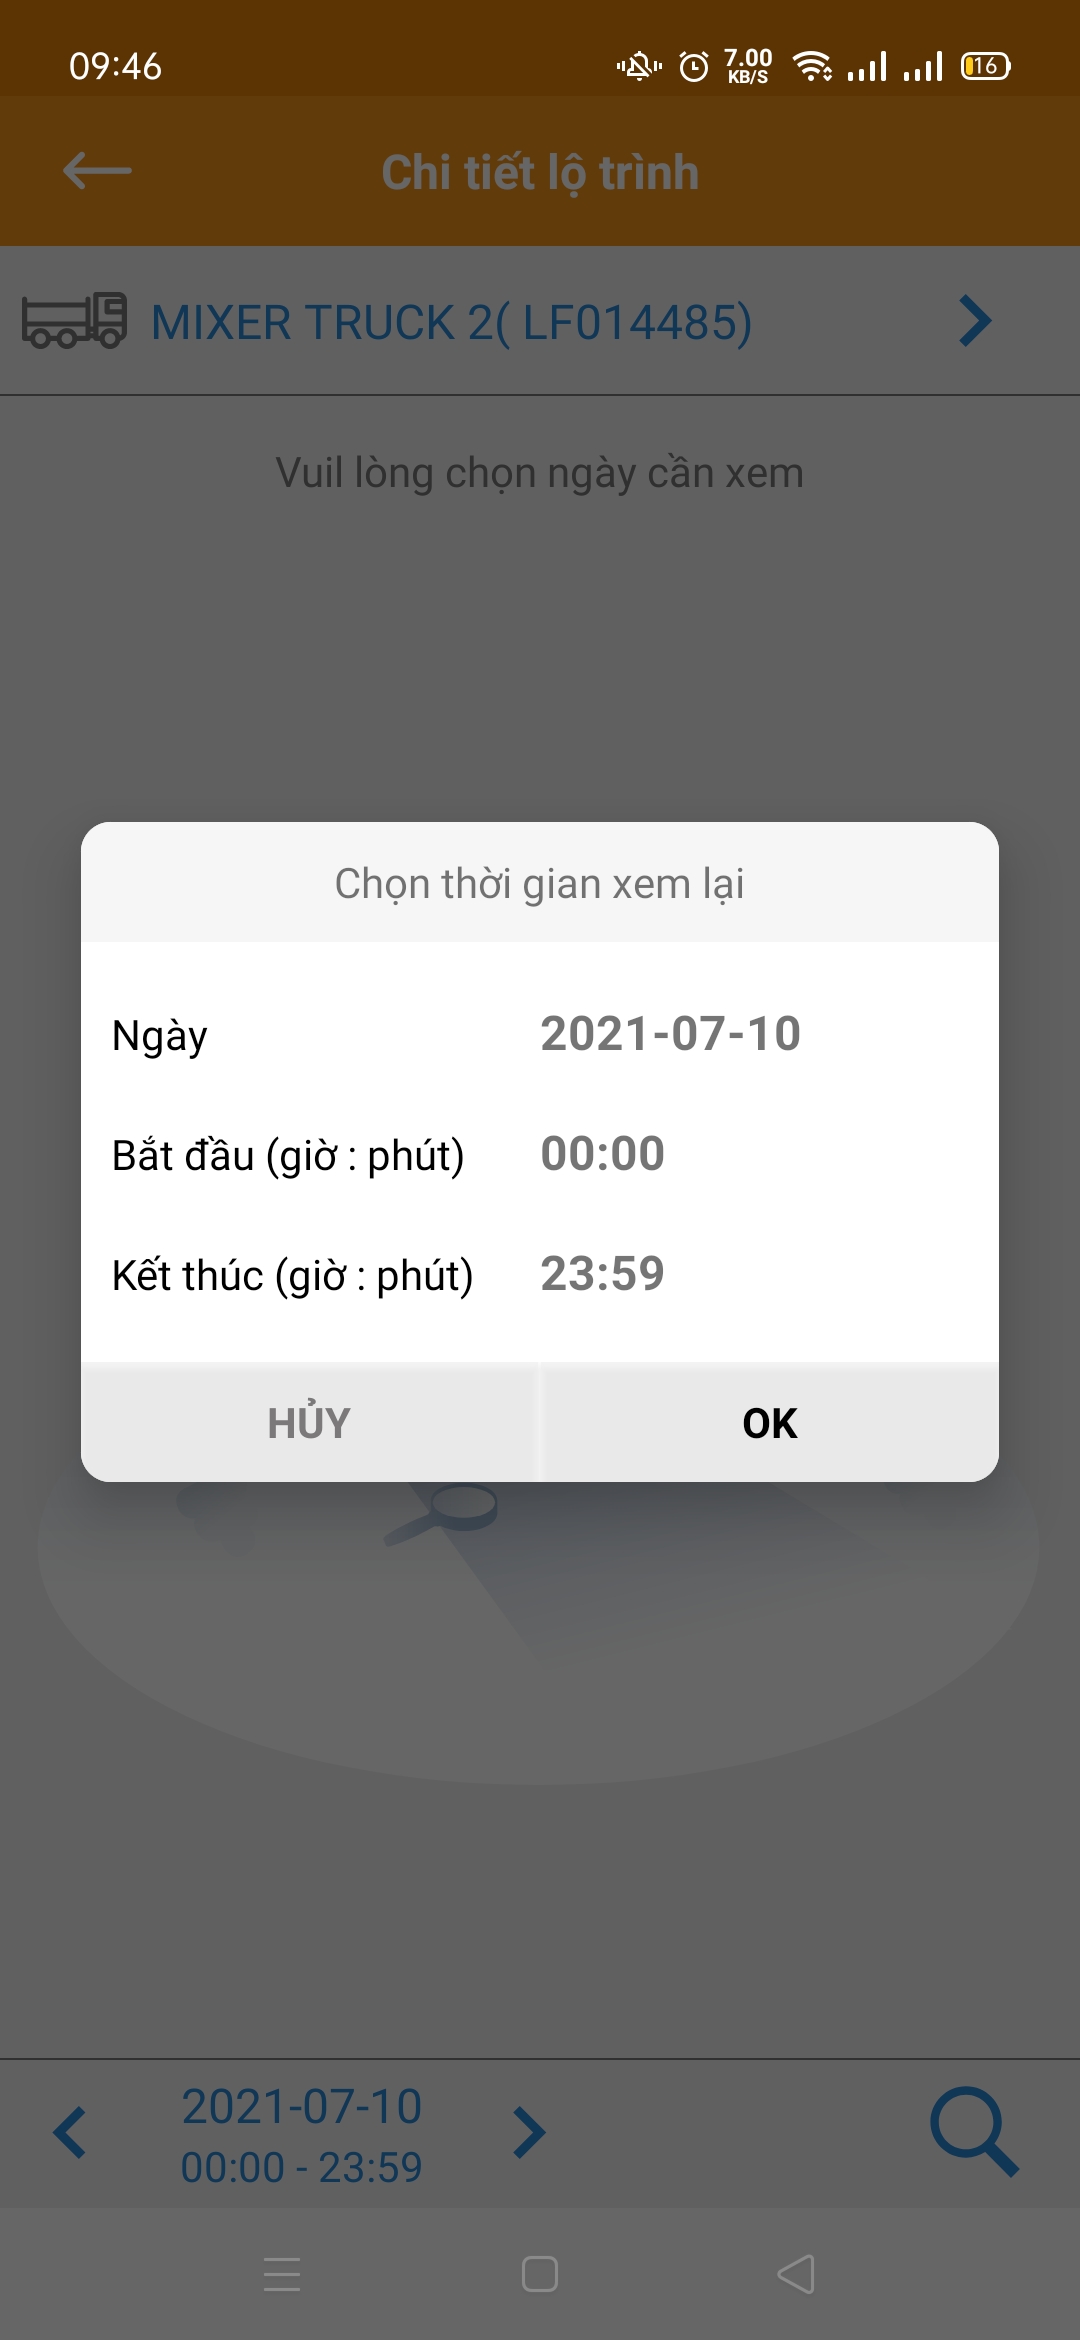 09:46
7.00
KB/S
16
Chi tiết lộ trình
MIXER TRUCK 2( LF014485)
Vuil lòng chọn ngày cần xem
Chọn thời gian xem lại
Ngày 2021-07-10
Bắt đầu (giờ : phút) 00:00
Kết thúc (giờ : phút) 23:59
HỦY OK
2021-07-10
00:00 - 23:59